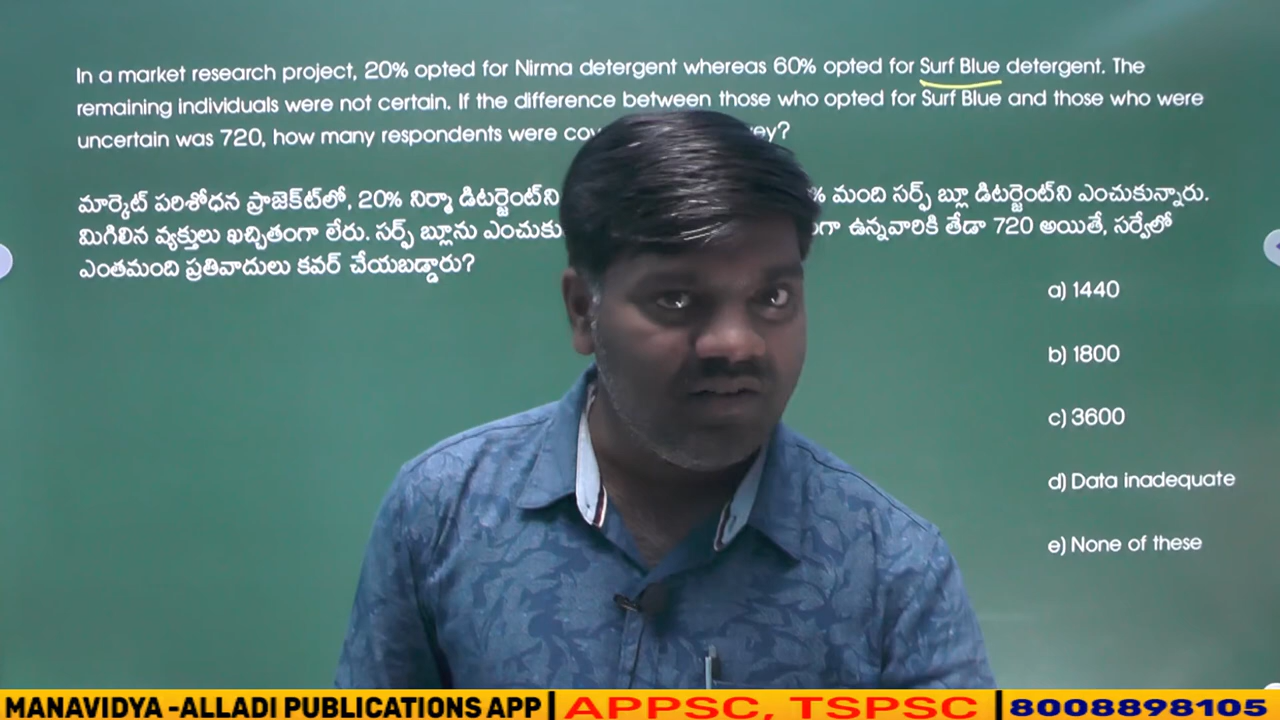 In a market research project, 20% opted for Nirma detergent whereas 60% opted for Surf Blue detergent. The
remaining individuals were not certain. If the difference between those who opted for Surf Blue and those who were
uncertain was 720, how many respondents were
మార్కెట్ పరిశోధన ప్రాజెక్ట్‌లో, 20% నిర్మా డిటర్జెంట్‌ని % మంది సర్ఫ్ బ్లూ డిటర్జెంట్‌ని ఎంచుకున్నారు.
మిగిలిన వ్యక్తులు ఖచ్చితంగా లేరు. సర్ఫ్ బ్లూను ఉన్నవారికి తేడా 720 అయితే, సర్వేలో
ఎంతమంది ప్రతివాదులు కవర్ చేయబడ్డారు?
a) 1440
b) 1800
c) 3600
d) Data inadequate
e) None of these
MANAVIDYA -ALLADI PUBLICATIONS APP | APPSC, TSPSC | 8008898105